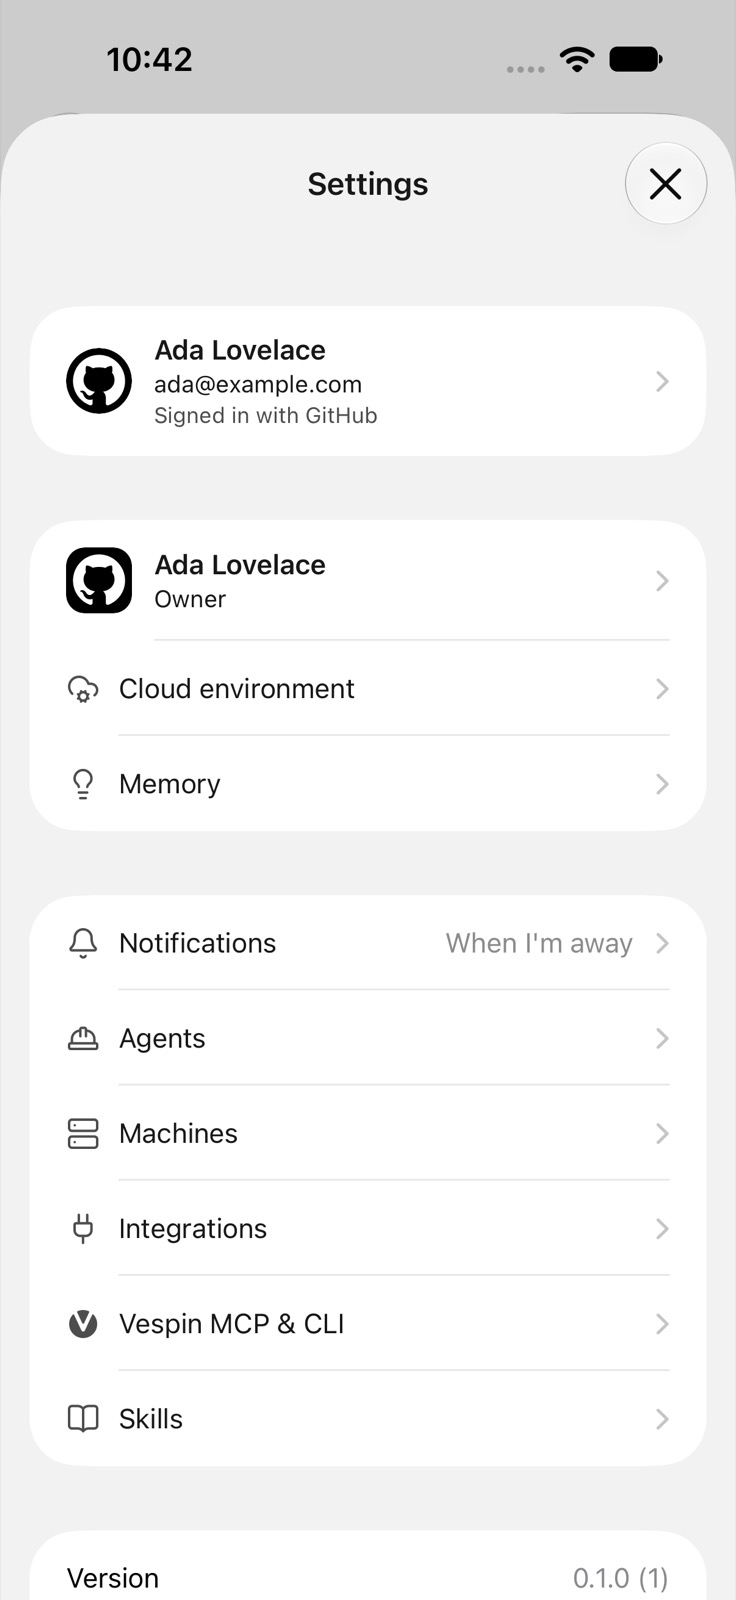 10:42
Settings
Ada Lovelace
ada@example.com
Signed in with GitHub
Ada Lovelace
Owner
Cloud environment
Memory
Notifications When I'm away
Agents
Machines
Integrations
Vespin MCP & CLI
Skills
Version 0.1.0 (1)